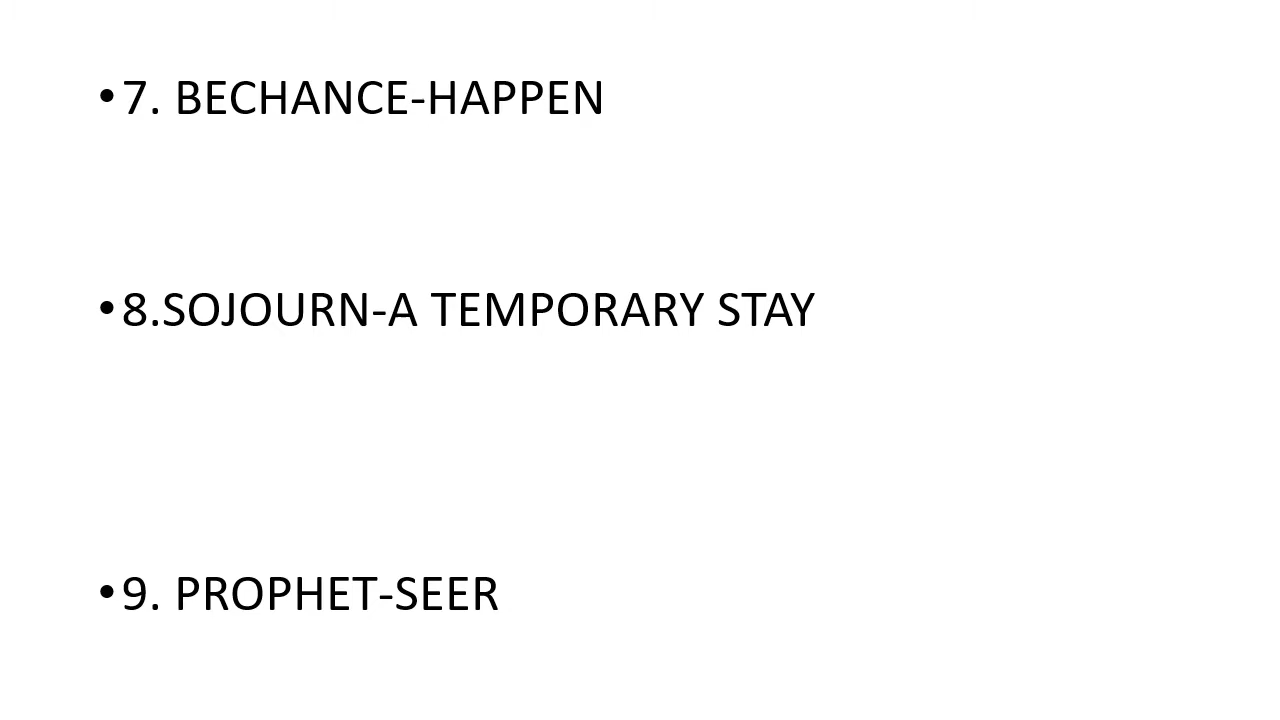 •7. BECHANCE-HAPPEN
•8.SOJOURN-A TEMPORARY STAY
•9. PROPHET-SEER